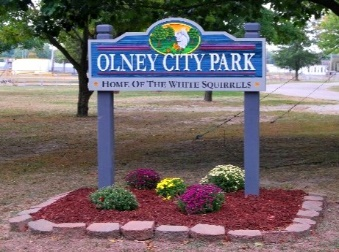 OLNEY CITY PARK
HOME OF THE WHITE SQUIRRELS